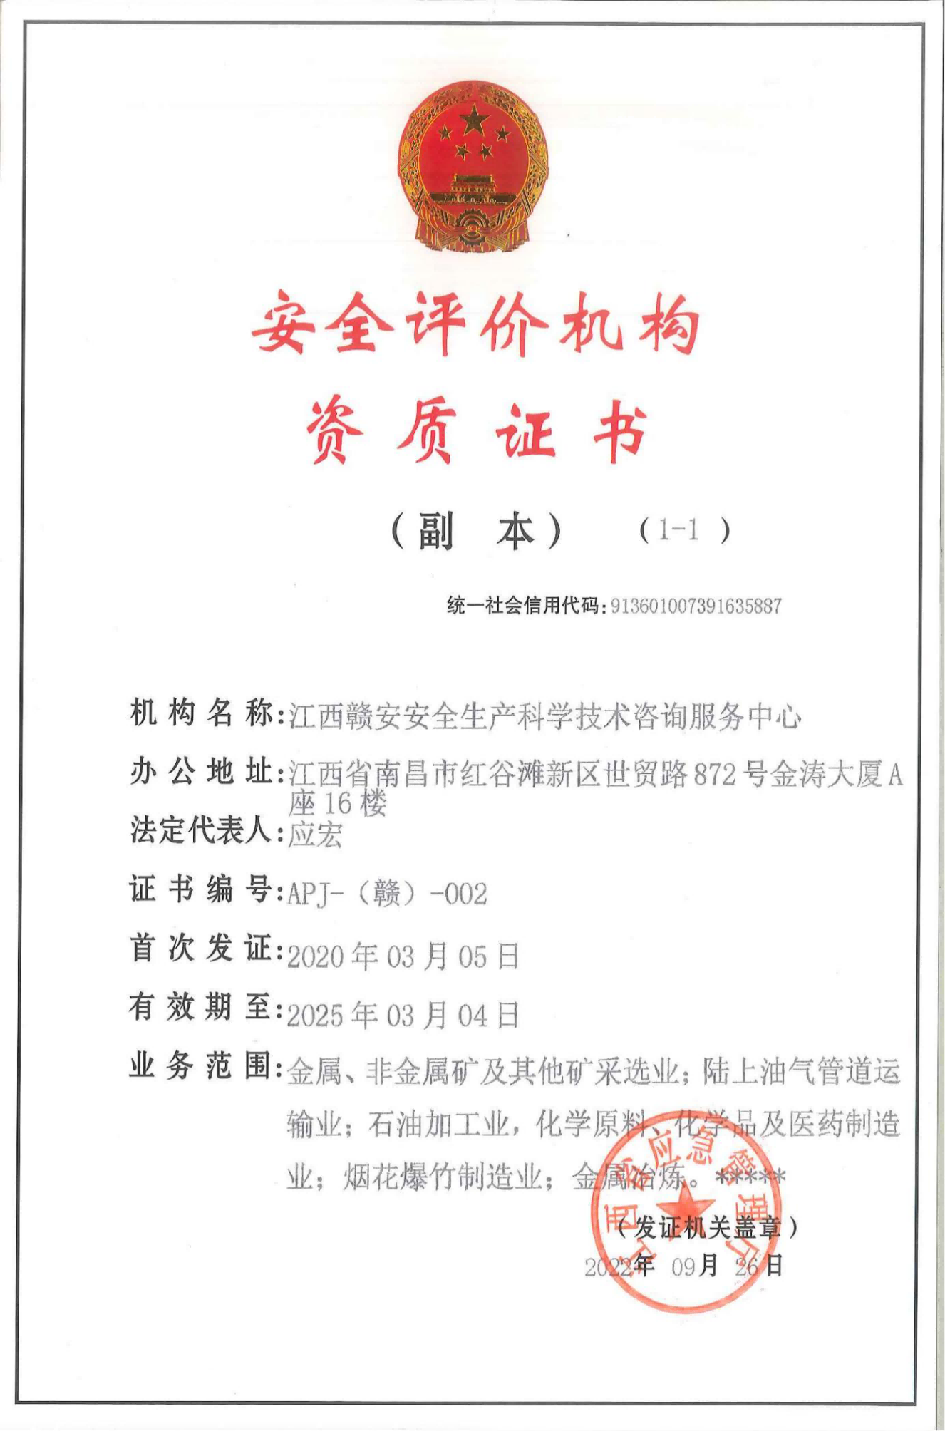 安全评价机构
资质证书
（副 本） （1-1）
统一社会信用代码:913601007391635887
机构名称:江西赣安安全生产科学技术咨询服务中心
办公地址:江西省南昌市红谷滩新区世贸路872号金涛大厦A
座16楼
法定代表人:应宏
证书编号:APJ-（赣）-002
首次发证:2020年03月05日
有效期至:2025年03月04日
业务范围:金属、非金属矿及其他矿采选业；陆上油气管道运
输业；石油加工业，化学原料、化学品及医药制造
业；烟花爆竹制造业；金属冶炼。*****
江西省应急管理厅
（发证机关盖章）
2022年 09月 26日